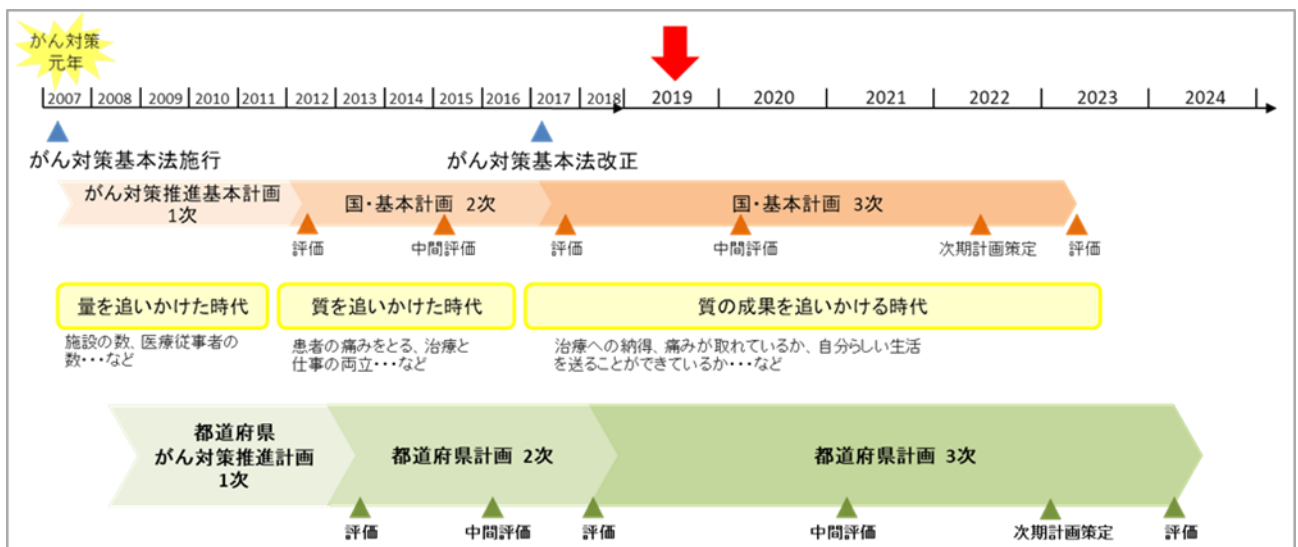 がん対策
元年
2007 2008 2009 2010 2011 2012 2013 2014 2015 2016 2017 2018 2019 2020 2021 2022 2023 2024
がん対策基本法施行
がん対策基本法改正
がん対策推進基本計画
1次
国・基本計画 2次
国・基本計画 3次
評価
中間評価
評価
中間評価
次期計画策定
評価
量を追いかけた時代
質を追いかけた時代
質の成果を追いかける時代
施設の数、医療従事者の
数・・・など
患者の痛みをとる、治療と
仕事の両立・・・など
治療への納得、痛みが取れているか、自分らしい生活
を送ることができているか・・・など
都道府県
がん対策推進計画
1次
都道府県計画 2次
都道府県計画 3次
評価
中間評価
評価
中間評価
次期計画策定
評価